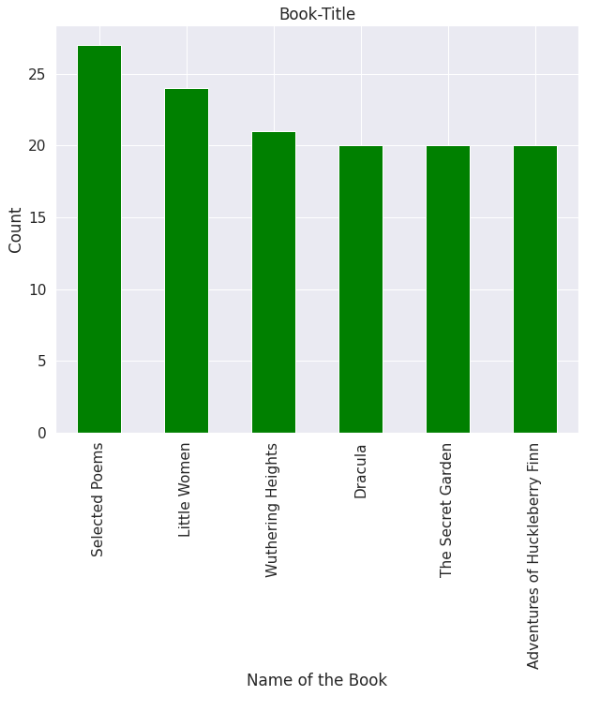 Book-Title
Count
25
20
15
10
5
0
Selected Poems
Little Women
Wuthering Heights
Dracula
The Secret Garden
Adventures of Huckleberry Finn
Name of the Book